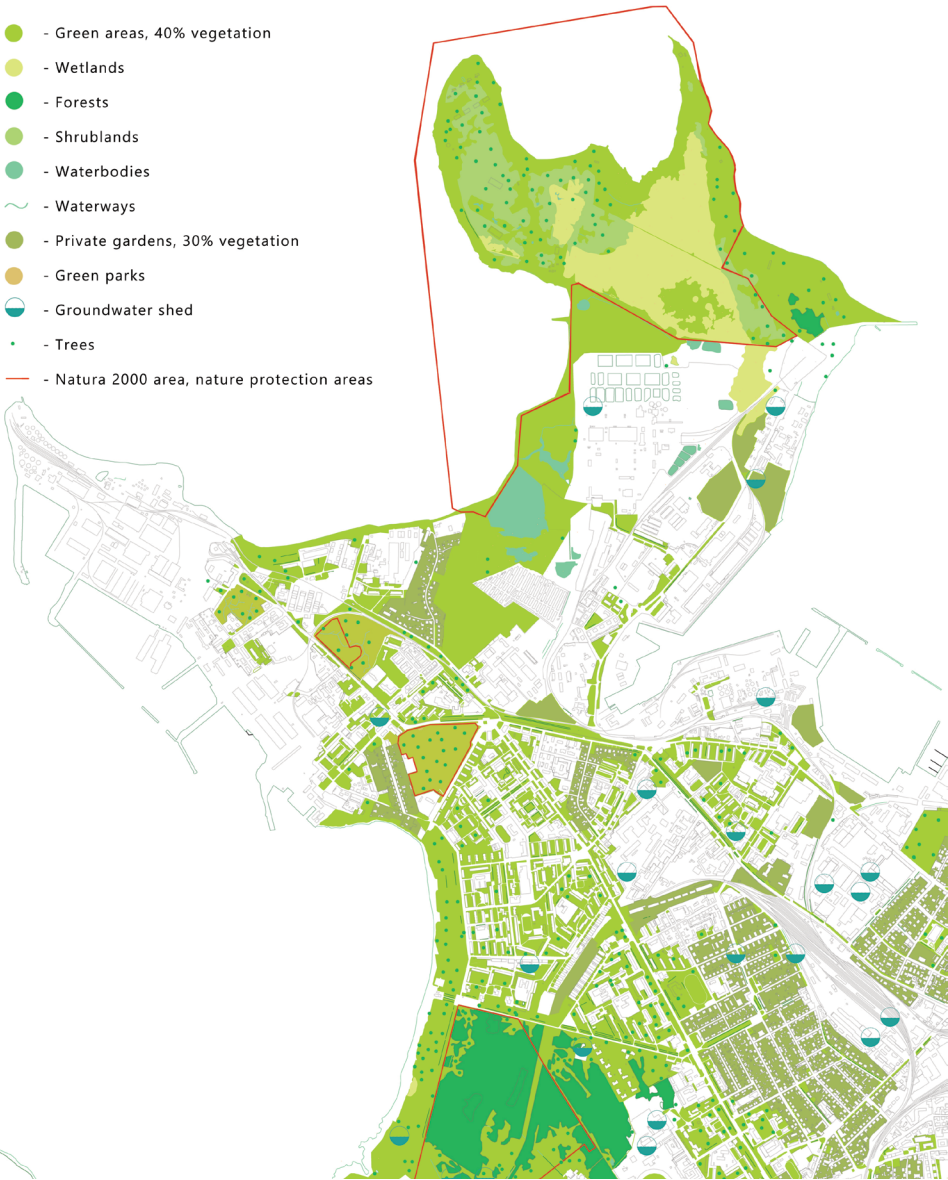 - Green areas, 40% vegetation
- Wetlands
- Forests
- Shrublands
- Waterbodies
- Waterways
- Private gardens, 30% vegetation
- Green parks
- Groundwater shed
- Trees
- Natura 2000 area, nature protection areas